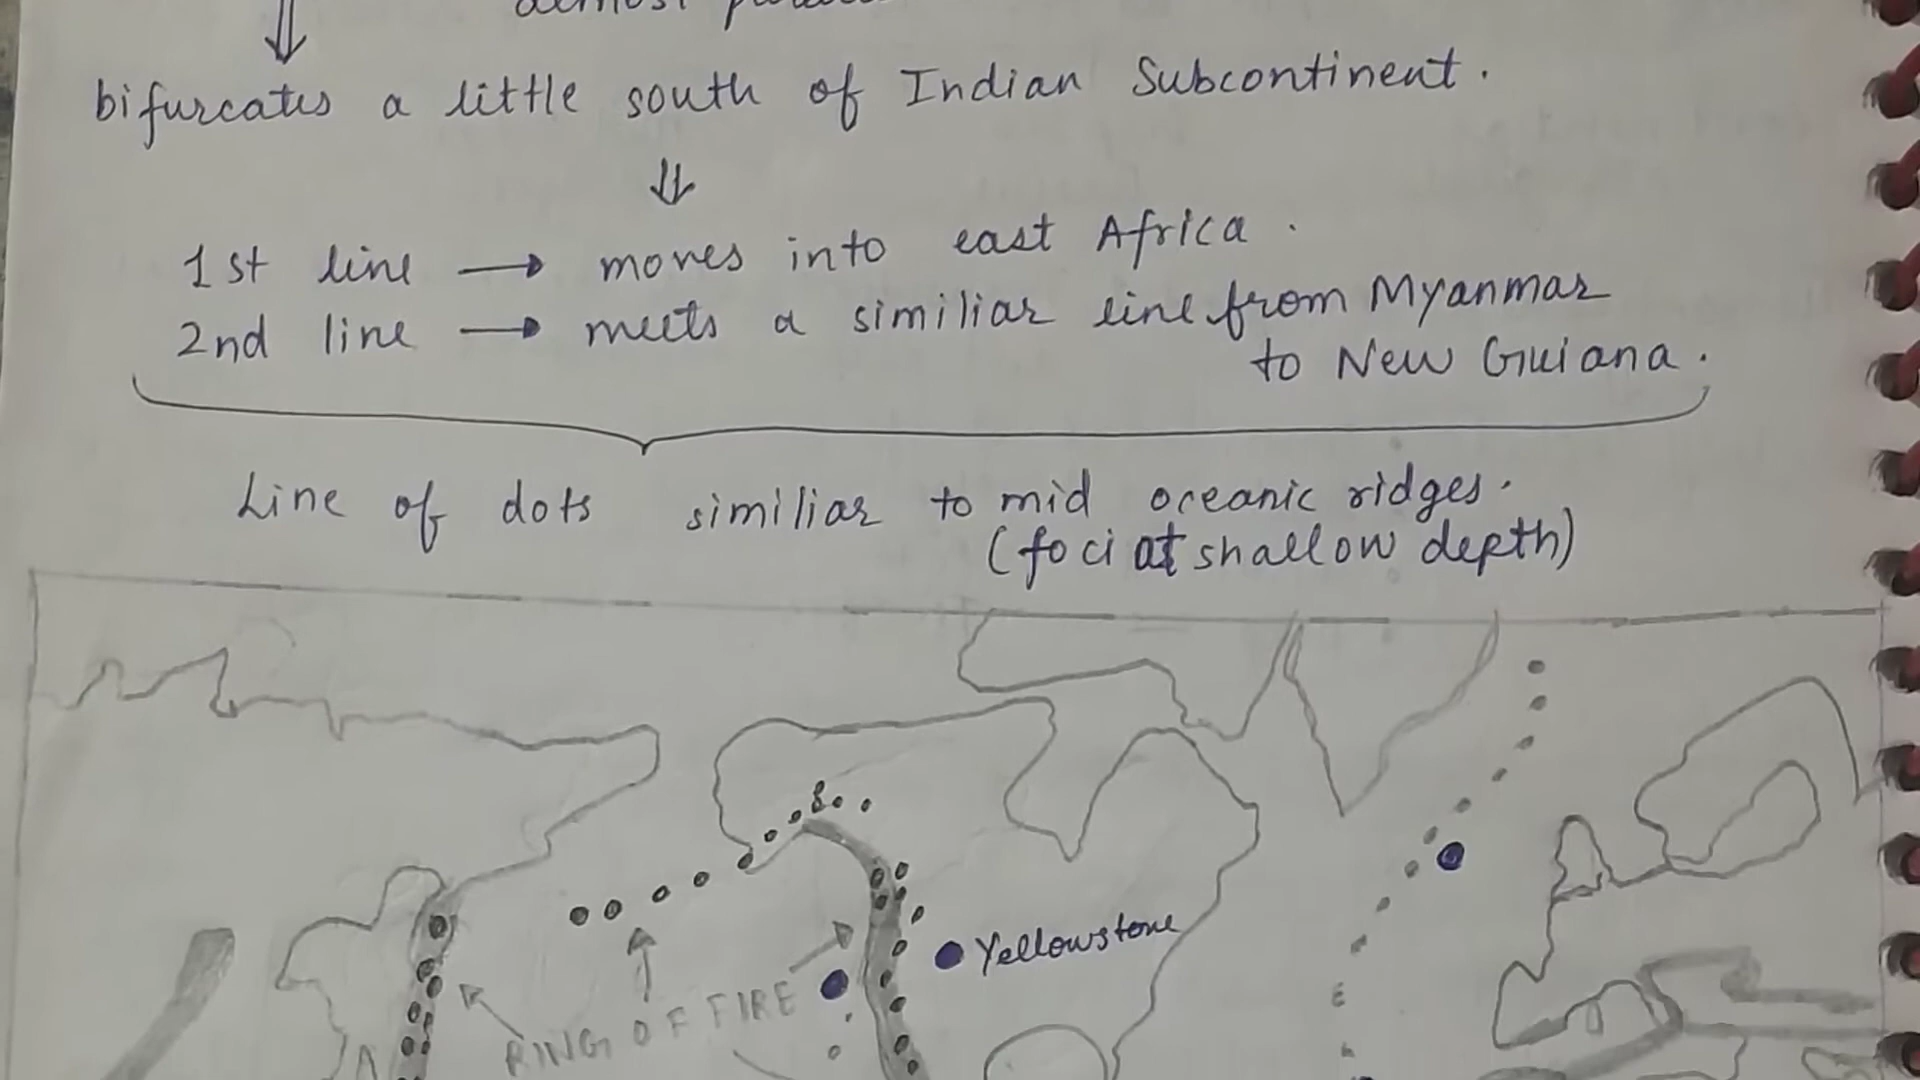 almost
bifurcates a little south of Indian Subcontinent.
1st line → moves into east Africa.
2nd line → meets a similiar line from Myanmar
to New Guiana.
Line of dots similiar to mid oceanic ridges.
(foci at shallow depth)
Yellowstone
RING OF FIRE